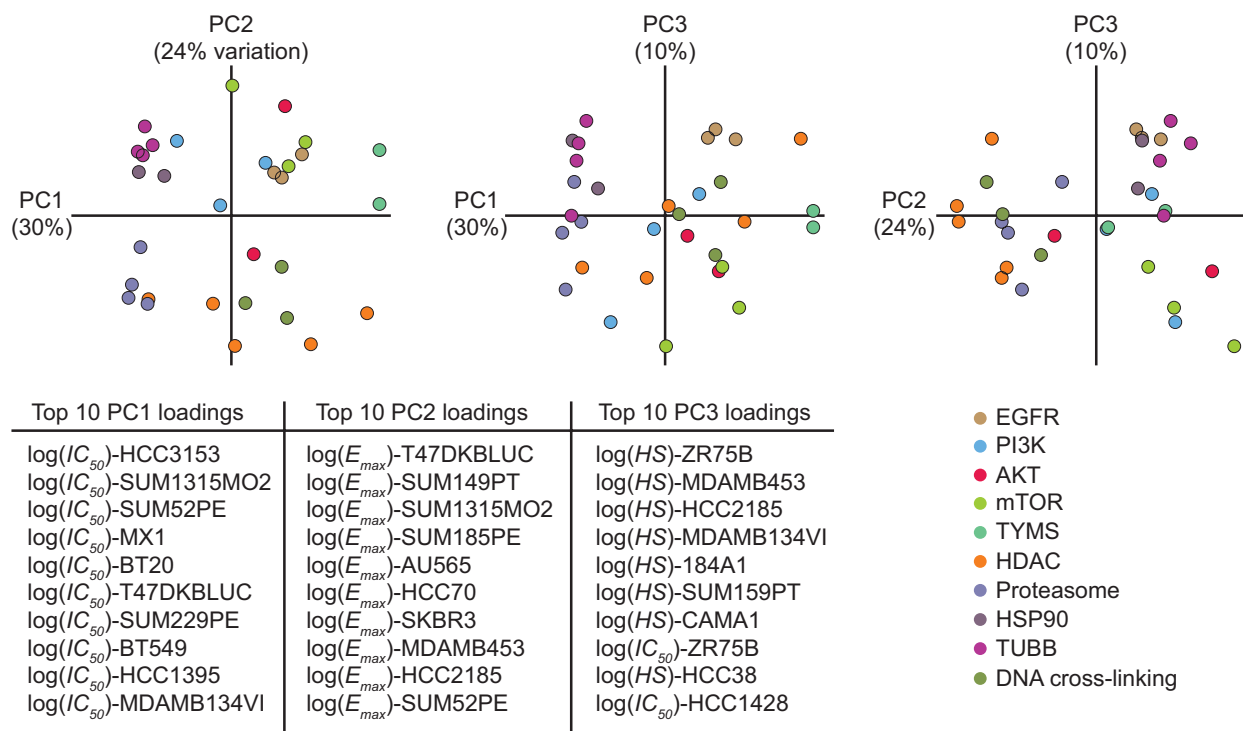 PC2
(24% variation)
PC1
(30%)
PC3
(10%)
PC1
(30%)
PC3
(10%)
PC2
(24%)
Top 10 PC1 loadings
log(IC50)-HCC3153
log(IC50)-SUM1315MO2
log(IC50)-SUM52PE
log(IC50)-MX1
log(IC50)-BT20
log(IC50)-T47DKBLUC
log(IC50)-SUM229PE
log(IC50)-BT549
log(IC50)-HCC1395
log(IC50)-MDAMB134VI
Top 10 PC2 loadings
log(Emax)-T47DKBLUC
log(Emax)-SUM149PT
log(Emax)-SUM1315MO2
log(Emax)-SUM185PE
log(Emax)-AU565
log(Emax)-HCC70
log(Emax)-SKBR3
log(Emax)-MDAMB453
log(Emax)-HCC2185
log(Emax)-SUM52PE
Top 10 PC3 loadings
log(HS)-ZR75B
log(HS)-MDAMB453
log(HS)-HCC2185
log(HS)-MDAMB134VI
log(HS)-184A1
log(HS)-SUM159PT
log(HS)-CAMA1
log(IC50)-ZR75B
log(HS)-HCC38
log(IC50)-HCC1428
EGFR
PI3K
AKT
mTOR
TYMS
HDAC
Proteasome
HSP90
TUBB
DNA cross-linking